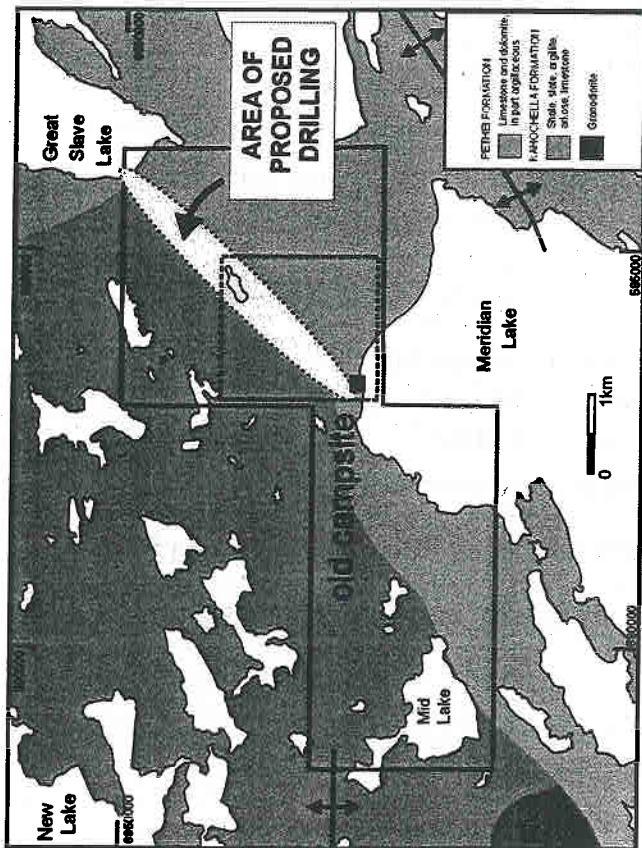 New
Lake
Great
Slave
Lake
AREA OF
PROPOSED
DRILLING
old campsite
Mid
Lake
Meridian
Lake
0
1km
595000
PETHEI FORMATION
Limestone and dolomite,
in part argillaceous
KAHOCHELLA FORMATION
Shale, slate, argillite,
arkose, limestone
Granodiorite